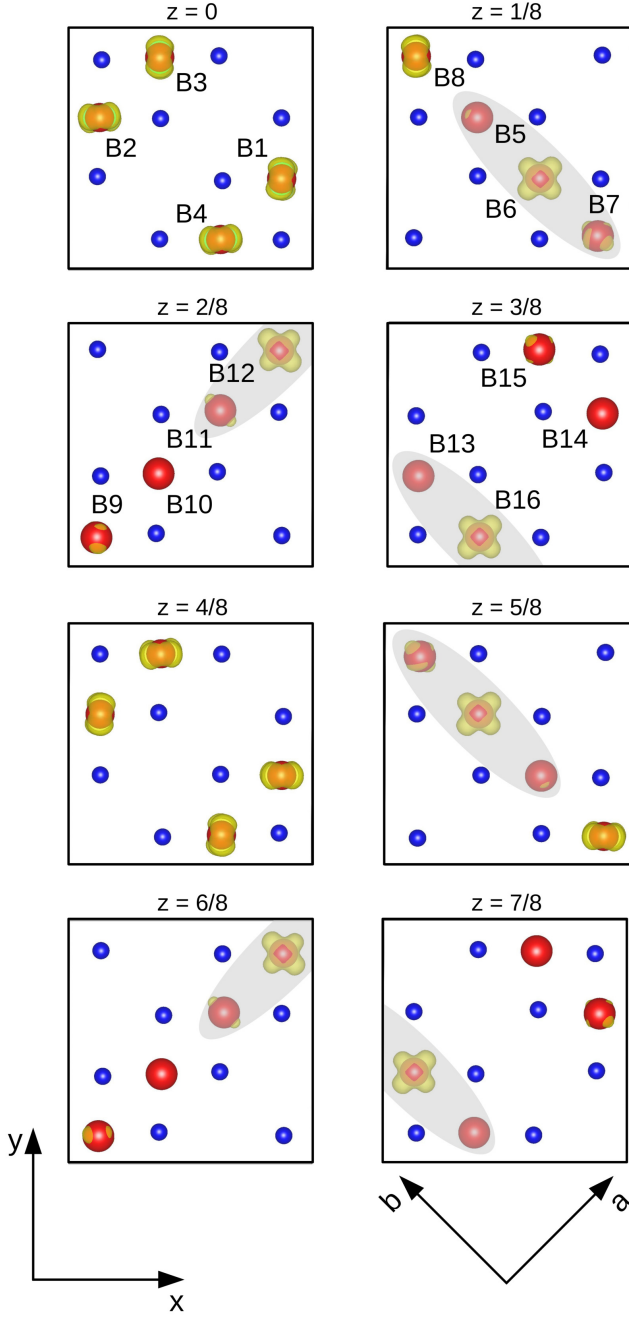 z = 0
z = 1/8
B3
B8
B2
B1
B5
B4
B6
B7
z = 2/8
z = 3/8
B12
B15
B11
B13
B14
B9
B10
B16
z = 4/8
z = 5/8
z = 6/8
z = 7/8
y
x
b
a